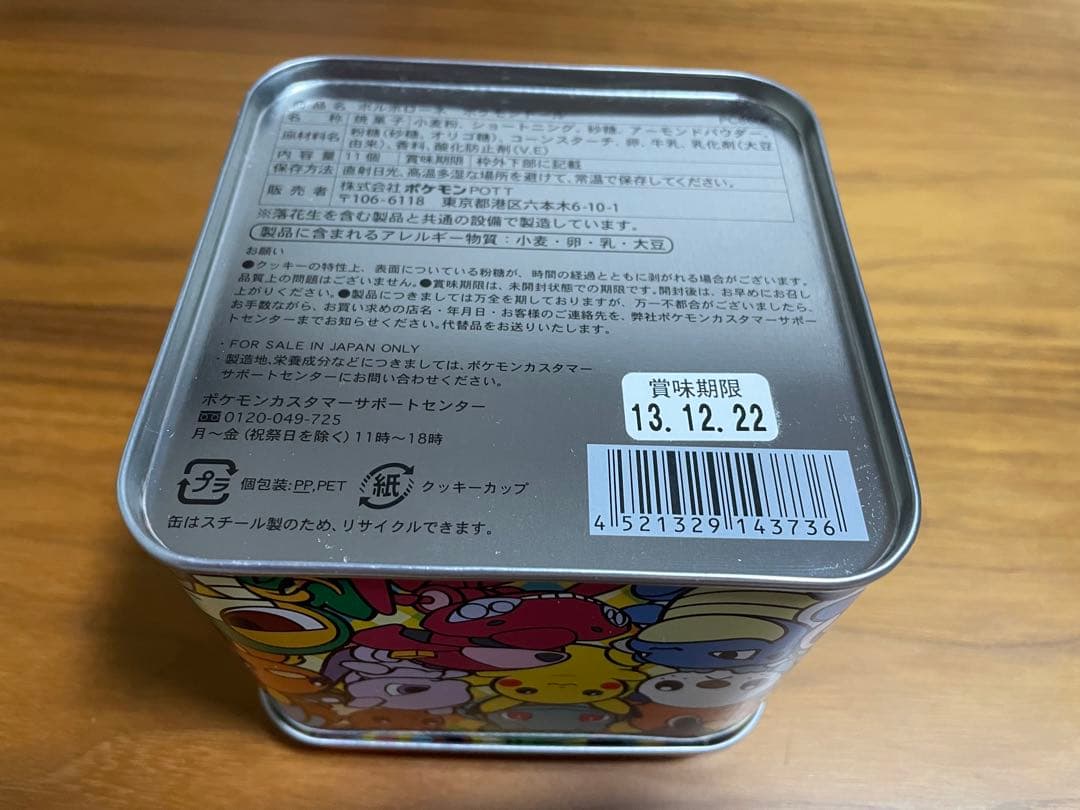 品名 ポルボローネ
名 称 焼菓子
原材料名 小麦粉、ショートニング、砂糖、アーモンドパウダー、
粉糖(砂糖、オリゴ糖)、コーンスターチ、卵、牛乳、乳化剤(大豆
由来)、香料、酸化防止剤(V.E)
内 容 量 11個 賞味期限 枠外下部に記載
保存方法 直射日光、高温多湿な場所を避けて、常温で保存してください。
販 売 者 株式会社ポケモンPOTT
〒106-6118 東京都港区六本木6-10-1
※落花生を含む製品と共通の設備で製造しています。
製品に含まれるアレルギー物質:小麦・卵・乳・大豆
お願い
●クッキーの特性上、表面についている粉糖が、時間の経過とともに剥がれる場合がございます。
品質上の問題はございません。●賞味期限は、未開封状態での期限です。開封後は、お早めにお召し
上がりください。●製品につきましては万全を期しておりますが、万一不都合がございましたら、
お手数ながら、お買い求めの店名・年月日・お客様のご連絡先を、弊社ポケモンカスタマーサポー
トセンターまでお知らせください。代替品をお送りいたします。
・FOR SALE IN JAPAN ONLY
・製造地、栄養成分などにつきましては、ポケモンカスタマー
サポートセンターにお問い合わせください。
ポケモンカスタマーサポートセンター
0120-049-725
月～金(祝祭日を除く)11時～18時
賞味期限
13.12.22
プラ 個包装:PP,PET 紙 クッキーカップ
缶はスチール製のため、リサイクルできます。
4 521329 143736